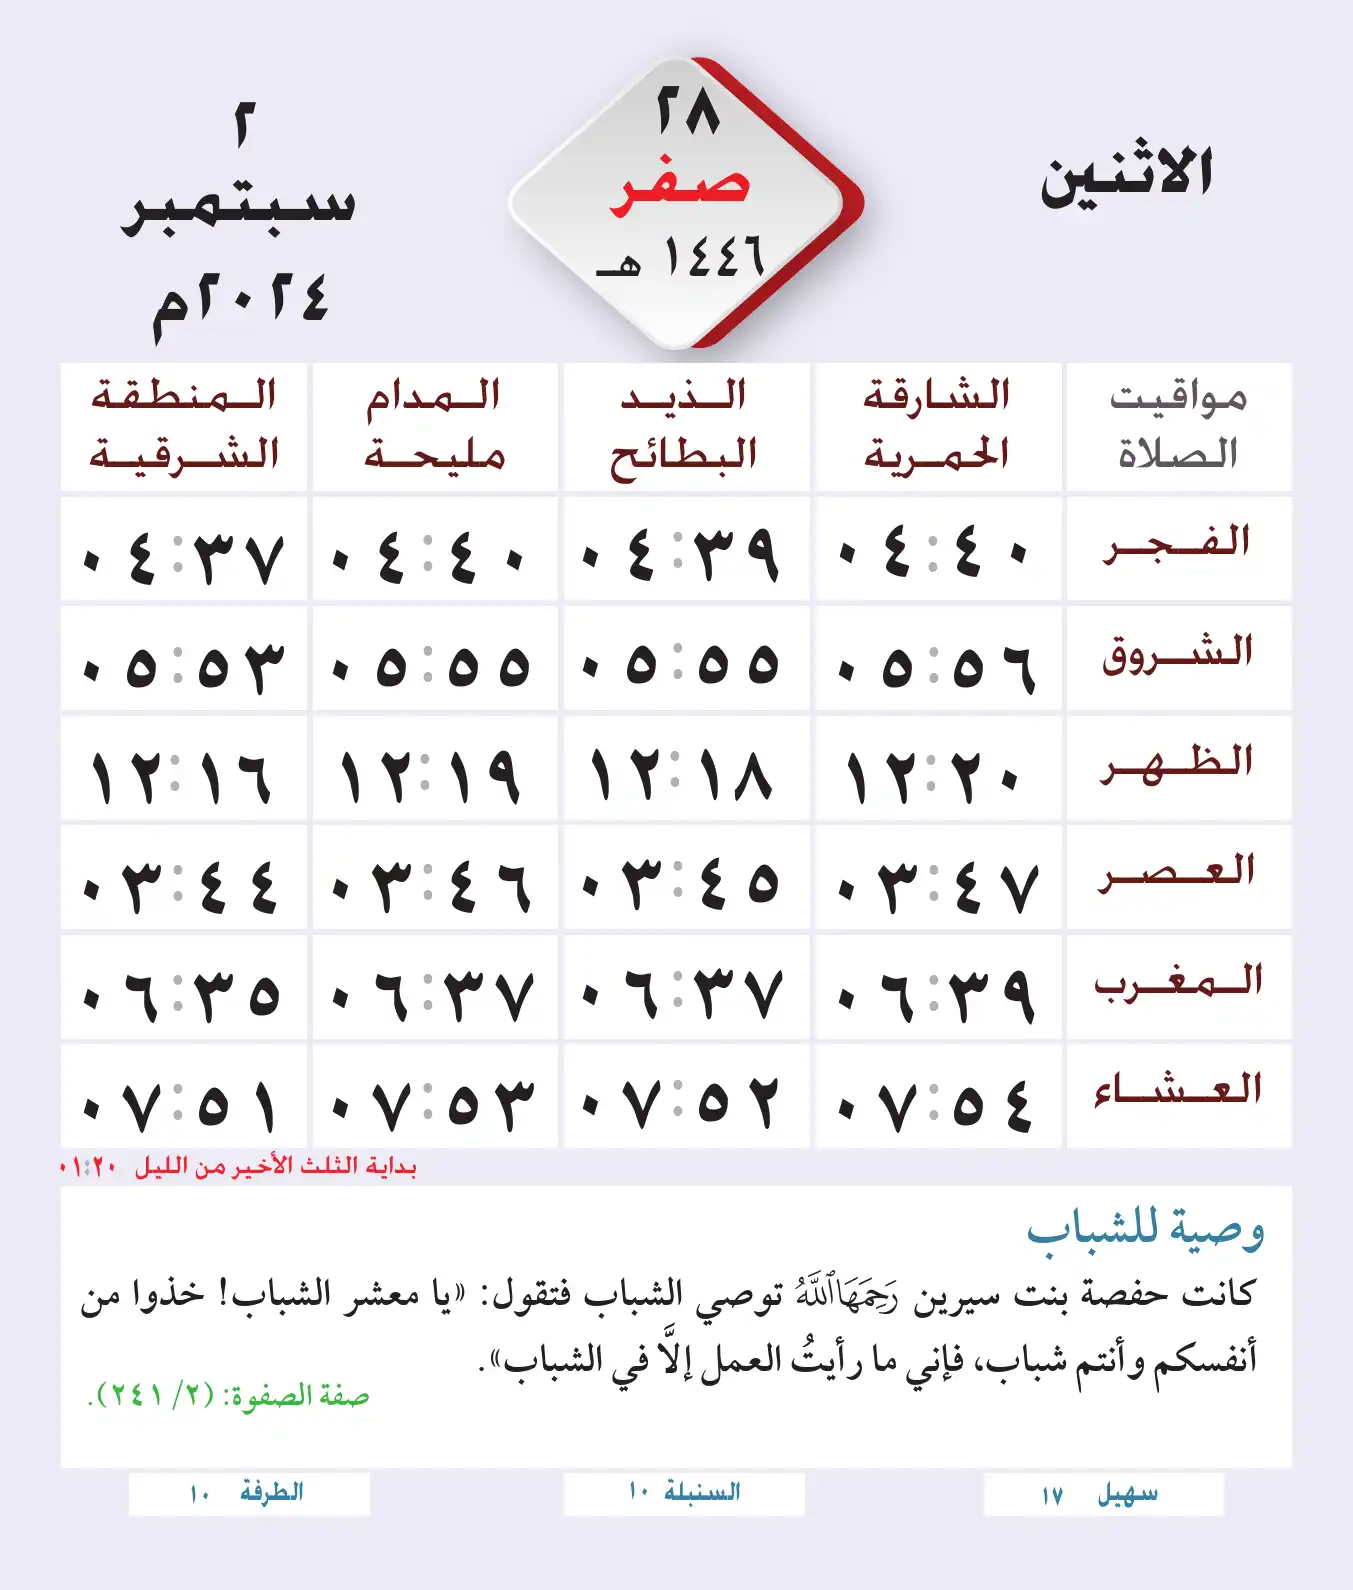 الاثنين
٢٨
صفر
١٤٤٦ هـ
٢
سبتمبر
٢٠٢٤م
مواقيت الصلاة
الشارقة الحمرية
الذيد البطائح
المدام مليحة
المنطقة الشرقية
الفجر ٠٤:٤٠ ٠٤:٣٩ ٠٤:٤٠ ٠٤:٣٧
الشروق ٠٥:٥٦ ٠٥:٥٥ ٠٥:٥٥ ٠٥:٥٣
الظهر ١٢:٢٠ ١٢:١٨ ١٢:١٩ ١٢:١٦
العصر ٠٣:٤٧ ٠٣:٤٥ ٠٣:٤٦ ٠٣:٤٤
المغرب ٠٦:٣٩ ٠٦:٣٧ ٠٦:٣٧ ٠٦:٣٥
العشاء ٠٧:٥٤ ٠٧:٥٢ ٠٧:٥٣ ٠٧:٥١
بداية الثلث الأخير من الليل ٠١:٢٠
وصية للشباب
كانت حفصة بنت سيرين رَحِمَهَا ٱللَّهُ توصي الشباب فتقول: «يا معشر الشباب! خذوا من
أنفسكم وأنتم شباب، فإني ما رأيتُ العمل إلَّا في الشباب».
صفة الصفوة: (٢/ ٢٤١).
سهيل ١٧
السنبلة ١٠
الطرفة ١٠